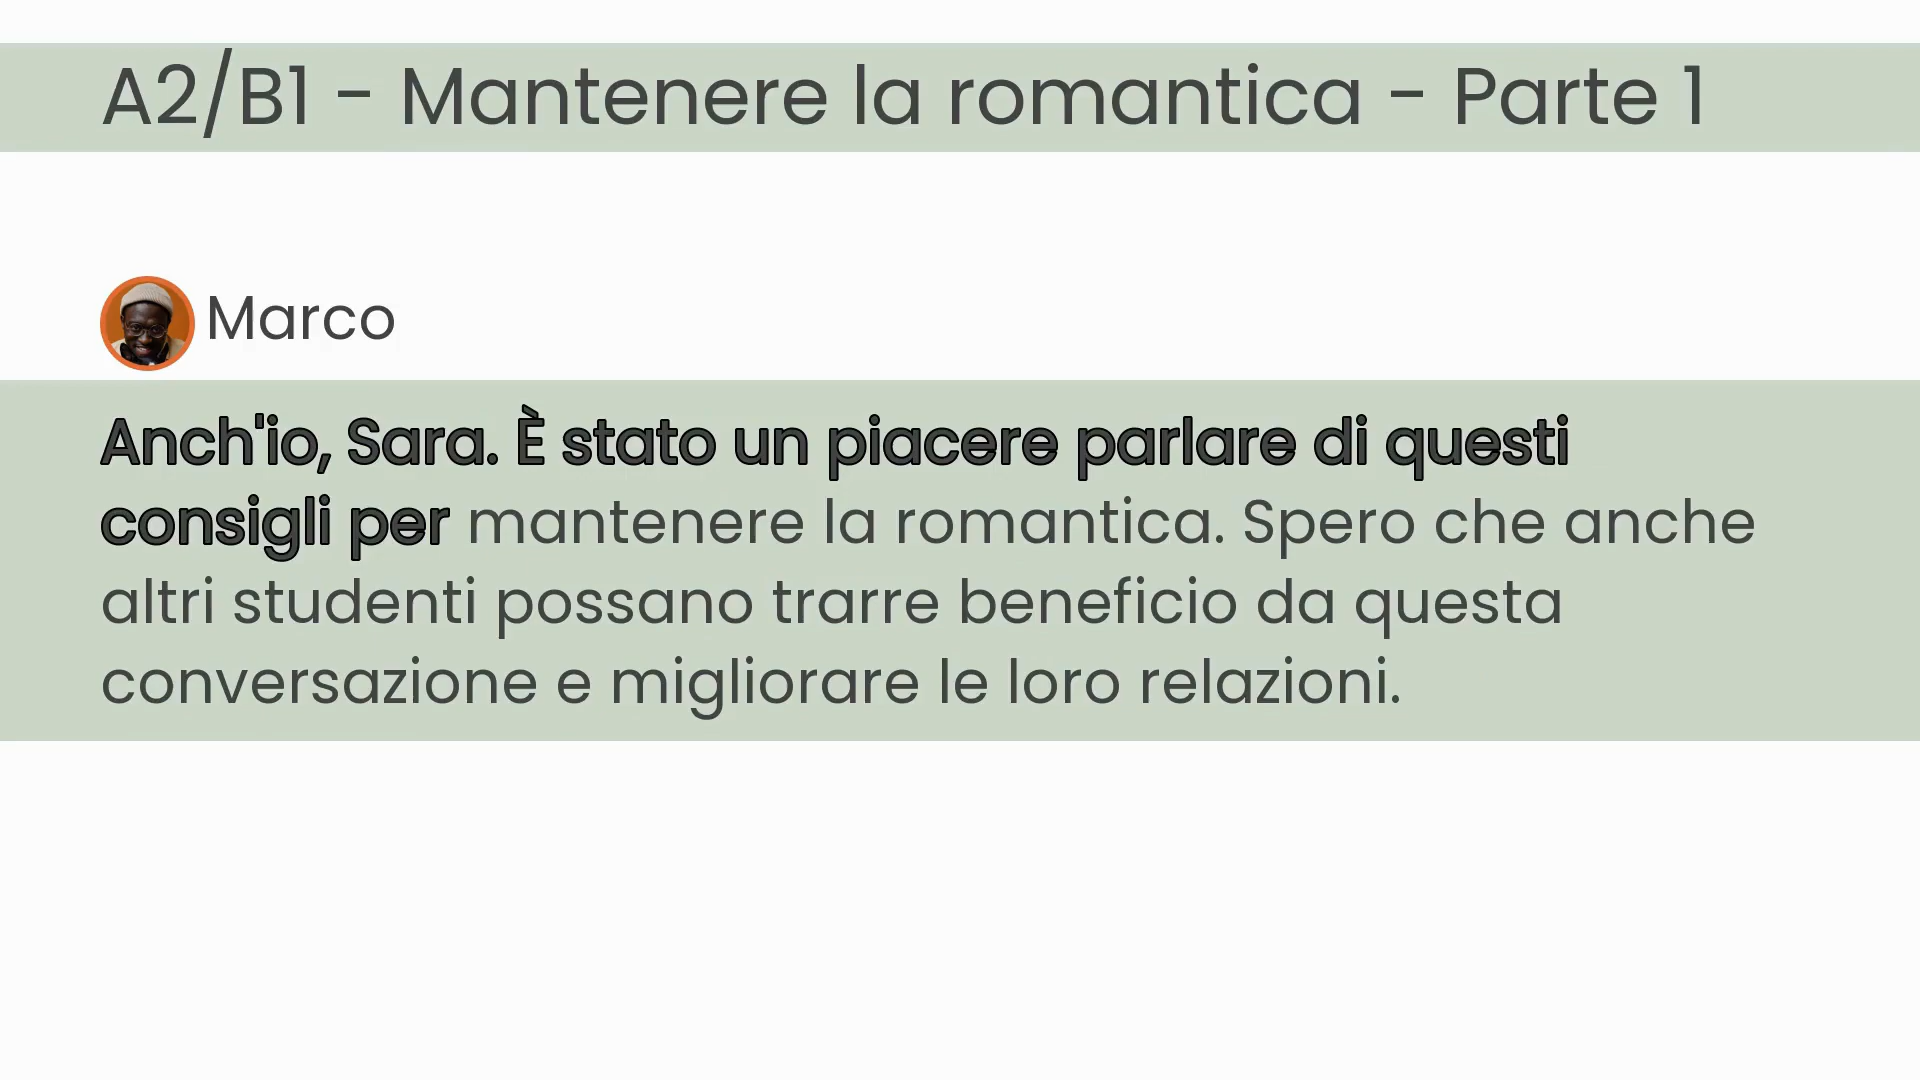 A2/B1 - Mantenere la romantica - Parte 1
Marco
Anch'io, Sara. È stato un piacere parlare di questi
consigli per mantenere la romantica. Spero che anche
altri studenti possano trarre beneficio da questa
conversazione e migliorare le loro relazioni.